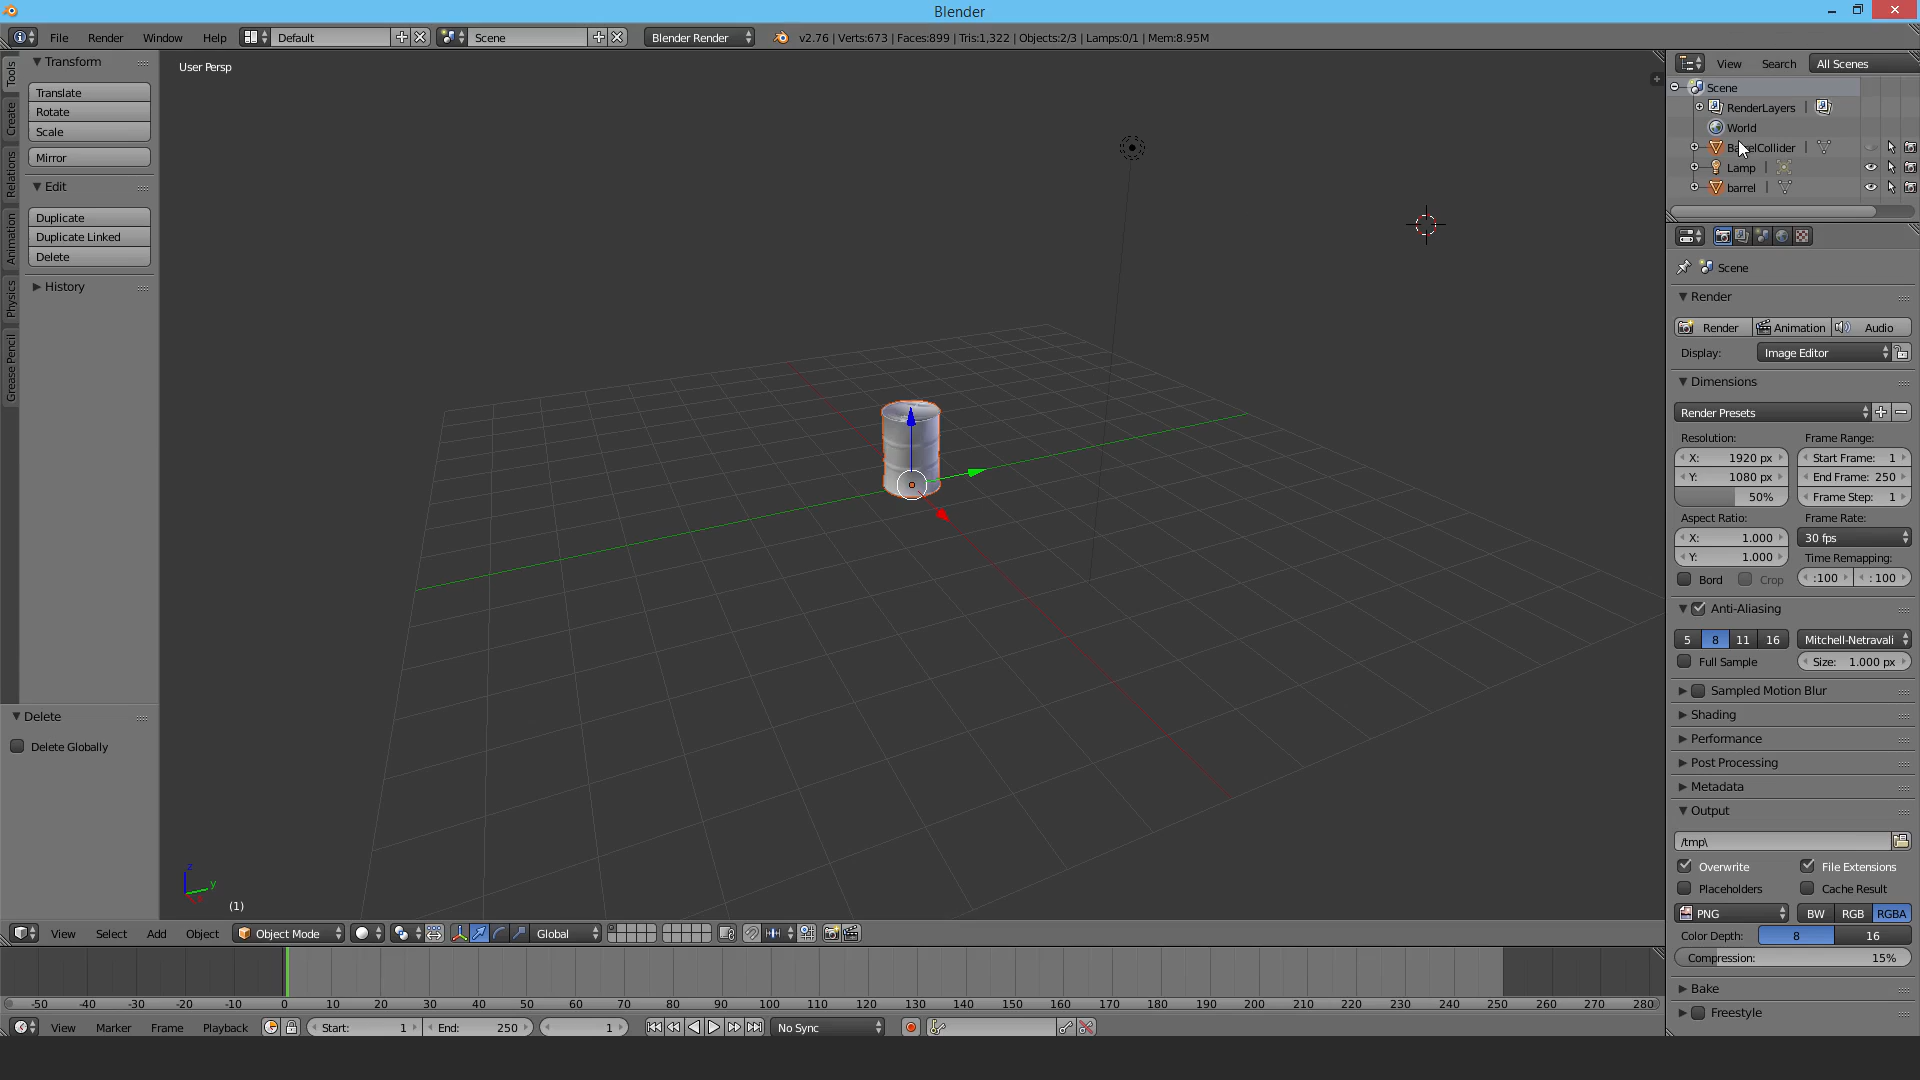 Blender
File Render Window Help Default Scene Blender Render v2.76 | Verts:673 | Faces:899 | Tris:1,322 | Objects:2/3 | Lamps:0/1 | Mem:8.95M
Tools
Create
Relations
Animation
Physics
Grease Pencil
Transform
Translate
Rotate
Scale
Mirror
Edit
Duplicate
Duplicate Linked
Delete
History
Delete
Delete Globally
User Persp
z
y
(1)
View Select Add Object Object Mode Global
-50 -40 -30 -20 -10 0 10 20 30 40 50 60 70 80 90 100 110 120 130 140 150 160 170 180 190 200 210 220 230 240 250 260 270 280
View Marker Frame Playback Start: 1 End: 250 1 No Sync
View Search All Scenes
Scene
RenderLayers |
World
|
Lamp |
barrel |
Scene
Render
Render Animation Audio
Display: Image Editor
Dimensions
Render Presets
Resolution: Frame Range:
X: 1920 px Start Frame: 1
Y: 1080 px End Frame: 250
50% Frame Step: 1
Aspect Ratio: Frame Rate:
X: 1.000 30 fps
Y: 1.000 Time Remapping:
Bord Crop :100 : 100
Anti-Aliasing
5 8 11 16 Mitchell-Netravali
Full Sample Size: 1.000 px
Sampled Motion Blur
Shading
Performance
Post Processing
Metadata
Output
/tmp\
Overwrite File Extensions
Placeholders Cache Result
PNG BW RGB RGBA
Color Depth: 8 16
Compression: 15%
Bake
Freestyle